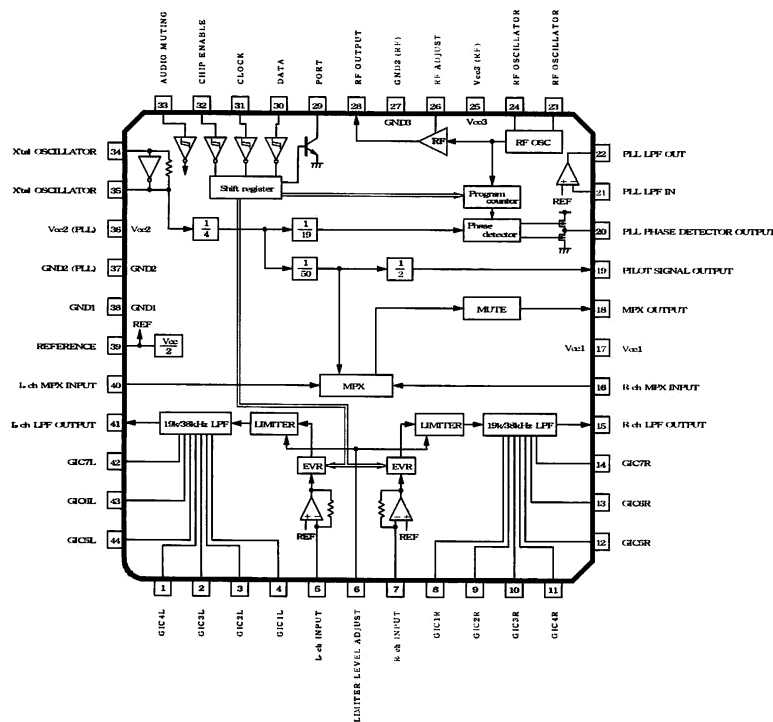 AUDIO MUTING
CHIP ENABLE
CLOCK
DATA
PORT
RF OUTPUT
GND3 (RF)
RF ADJUST
Vcc3 (RF)
RF OSCILLATOR
RF OSCILLATOR
33 32 31 30 29 28 27 26 25 24 23
GND3 Vcc3
RF
RF OSC
X'tal OSCILLATOR 34
22 PLL LPF OUT
X'tal OSCILLATOR 35
Shift register
Program
counter
21 PLL LPF IN
REF
Vcc2 (PLL) 36 Vcc2
1/4
1/19
Phase
detector
20 PLL PHASE DETECTOR OUTPUT
GND2 (PLL) 37 GND2
1/50
1/2
19 PILOT SIGNAL OUTPUT
GND1 38 GND1
MUTE
18 MPX OUTPUT
REF
REFERENCE 39
Vcc/2
Vcc1 17 Vcc1
L ch MPX INPUT 40
MPX
16 R ch MPX INPUT
L ch LPF OUTPUT 41
19k/38kHz LPF
LIMITER
LIMITER
19k/38kHz LPF
15 R ch LPF OUTPUT
GIC7L 42
EVR
EVR
14 GIC7R
GIC6L 43
13 GIC6R
REF
REF
GIC5L 44
12 GIC5R
1 2 3 4 5 6 7 8 9 10 11
GIC4L
GIC3L
GIC2L
GIC1L
L ch INPUT
LIMITER LEVEL ADJUST
R ch INPUT
GIC1R
GIC2R
GIC3R
GIC4R